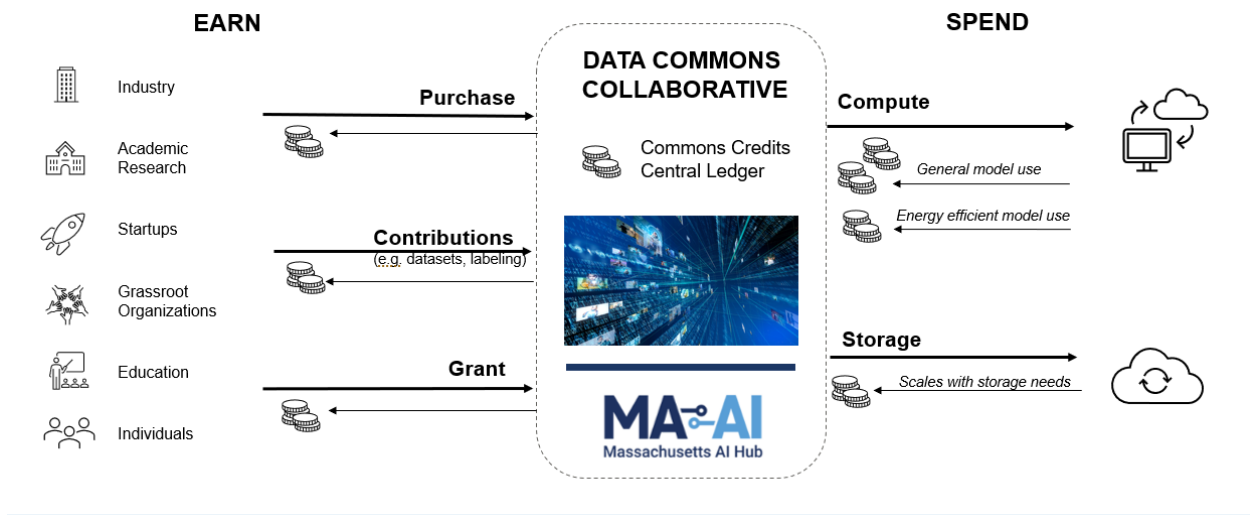 EARN
SPEND
Industry
Academic
Research
Startups
Grassroot
Organizations
Education
Individuals
Purchase
Contributions
(e.g. datasets, labeling)
Grant
DATA COMMONS
COLLABORATIVE
Commons Credits
Central Ledger
MA AI
Massachusetts AI Hub
Compute
General model use
Energy efficient model use
Storage
Scales with storage needs